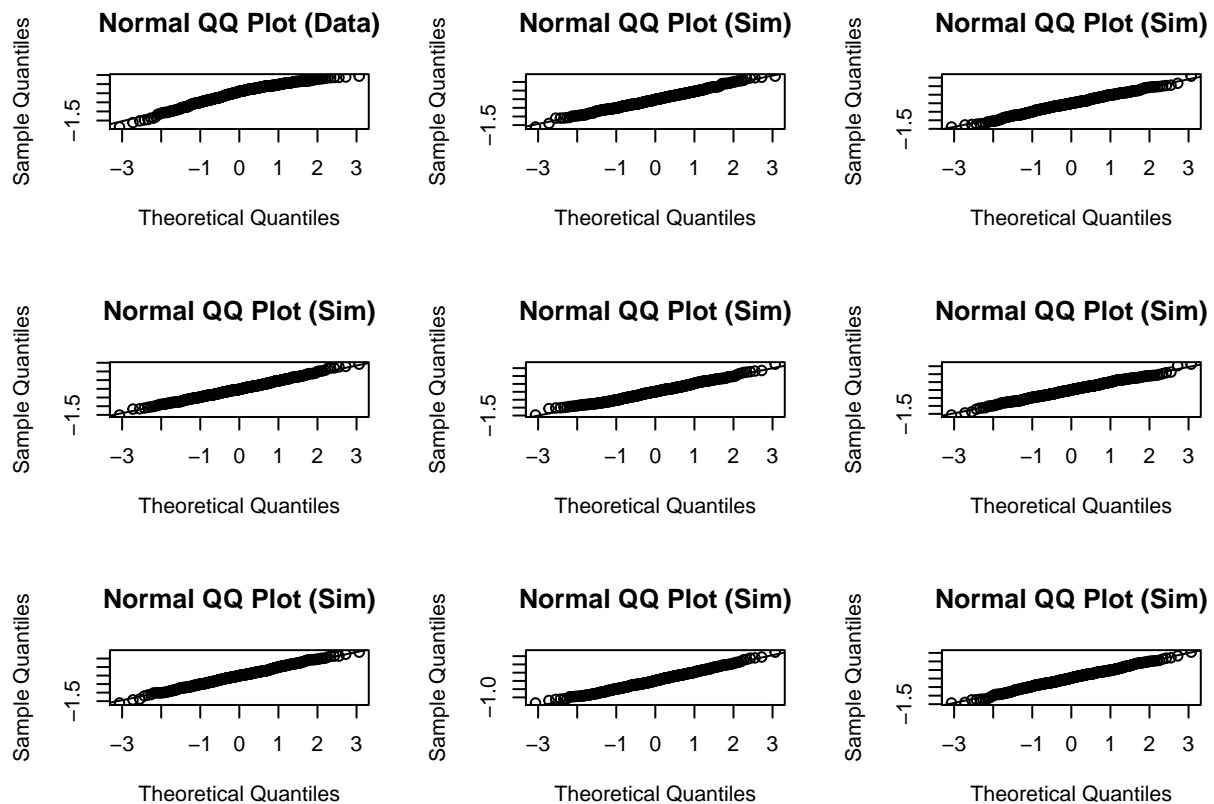 Normal QQ Plot (Data)
Sample Quantiles
−1.5
−3 −1 0 1 2 3
Theoretical Quantiles
Normal QQ Plot (Sim)
Sample Quantiles
−1.5
−3 −1 0 1 2 3
Theoretical Quantiles
Normal QQ Plot (Sim)
Sample Quantiles
−1.5
−3 −1 0 1 2 3
Theoretical Quantiles
Normal QQ Plot (Sim)
Sample Quantiles
−1.5
−3 −1 0 1 2 3
Theoretical Quantiles
Normal QQ Plot (Sim)
Sample Quantiles
−1.5
−3 −1 0 1 2 3
Theoretical Quantiles
Normal QQ Plot (Sim)
Sample Quantiles
−1.5
−3 −1 0 1 2 3
Theoretical Quantiles
Normal QQ Plot (Sim)
Sample Quantiles
−1.5
−3 −1 0 1 2 3
Theoretical Quantiles
Normal QQ Plot (Sim)
Sample Quantiles
−1.0
−3 −1 0 1 2 3
Theoretical Quantiles
Normal QQ Plot (Sim)
Sample Quantiles
−1.5
−3 −1 0 1 2 3
Theoretical Quantiles